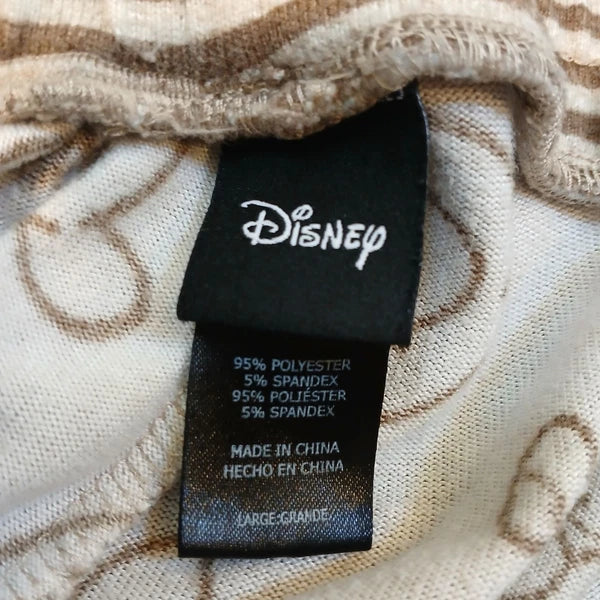 Disney
95% POLYESTER
5% SPANDEX
95% POLIÉSTER
5% SPANDEX
MADE IN CHINA
HECHO EN CHINA
LARGE-GRANDE